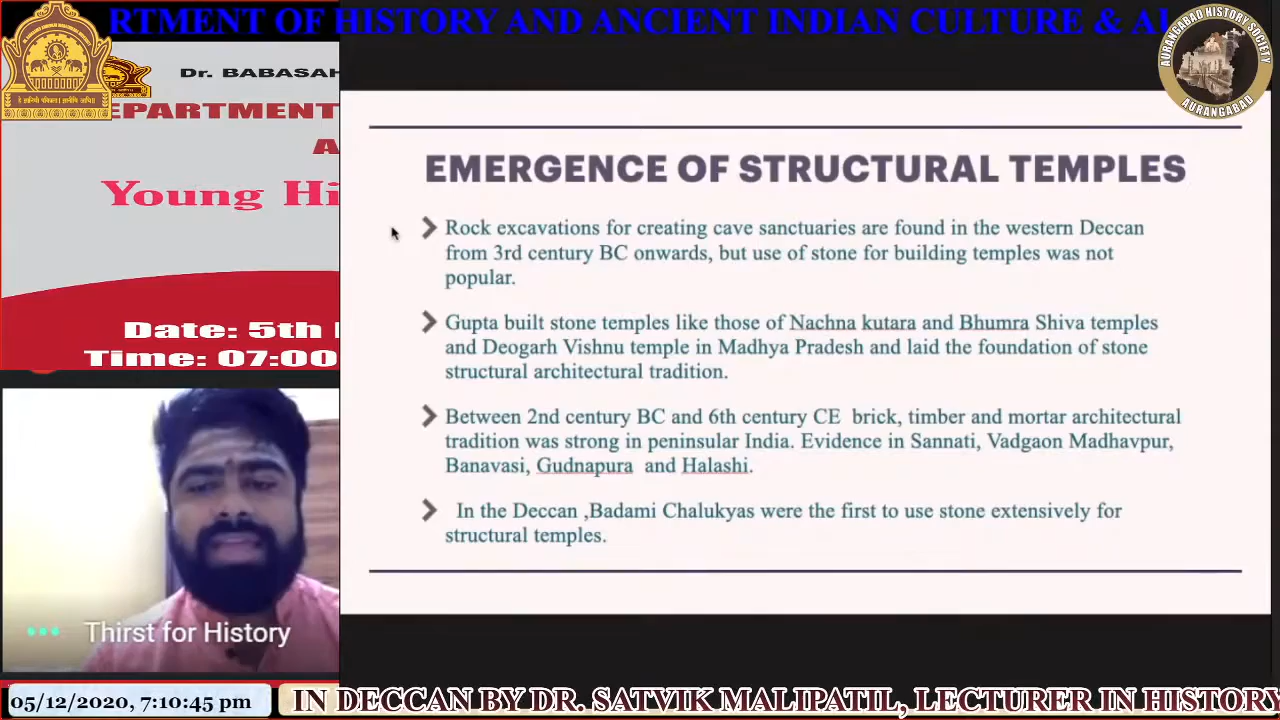 RTMENT OF HISTORY AND ANCIENT INDIAN CULTURE & A
AURANGABAD HISTORY SOCIETY
AURANGABAD
Dr. BABASAH
EPARTMENT
A
Young Hi
Date: 5th
Time: 07:00
EMERGENCE OF STRUCTURAL TEMPLES
Rock excavations for creating cave sanctuaries are found in the western Deccan
from 3rd century BC onwards, but use of stone for building temples was not
popular.
Gupta built stone temples like those of Nachna kutara and Bhumra Shiva temples
and Deogarh Vishnu temple in Madhya Pradesh and laid the foundation of stone
structural architectural tradition.
Between 2nd century BC and 6th century CE brick, timber and mortar architectural
tradition was strong in peninsular India. Evidence in Sannati, Vadgaon Madhavpur,
Banavasi, Gudnapura and Halashi.
In the Deccan ,Badami Chalukyas were the first to use stone extensively for
structural temples.
Thirst for History
05/12/2020, 7:10:45 pm
IN DECCAN BY DR. SATVIK MALIPATIL, LECTURER IN HISTORY